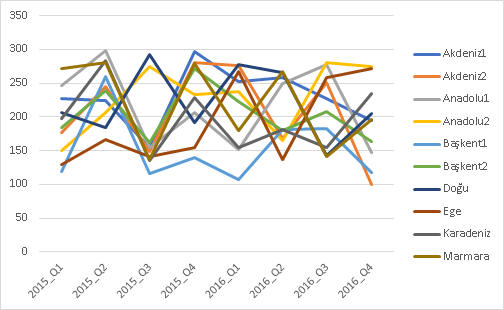 350
300
250
200
150
100
50
0
2015_Q1
2015_Q2
2015_Q3
2015_Q4
2016_Q1
2016_Q2
2016_Q3
2016_Q4
Akdeniz1
Akdeniz2
Anadolu1
Anadolu2
Başkent1
Başkent2
Doğu
Ege
Karadeniz
Marmara